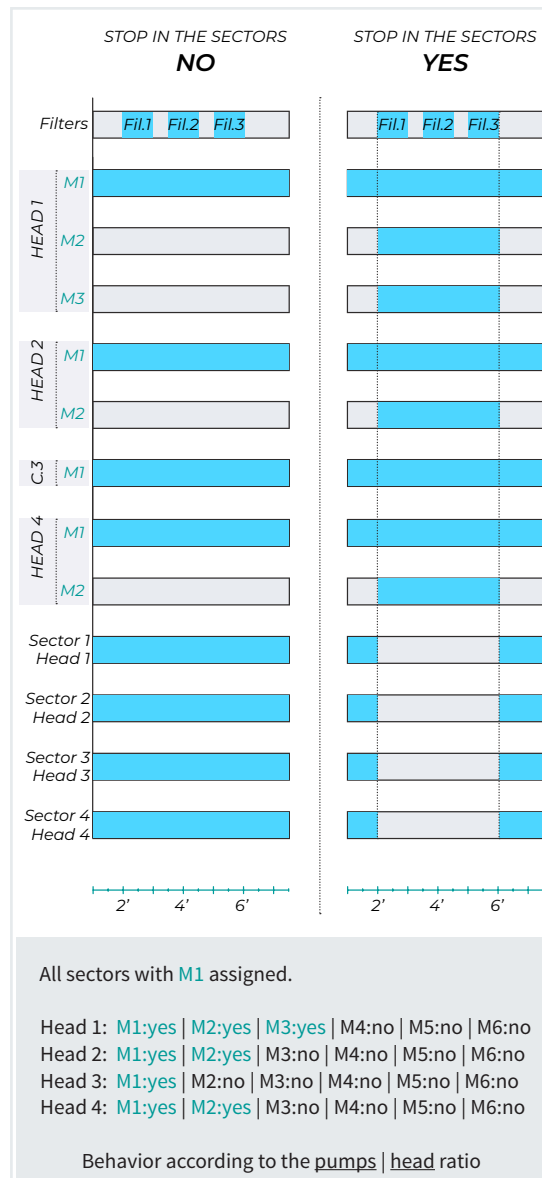 STOP IN THE SECTORS
NO
STOP IN THE SECTORS
YES
Filters
Fil.1 Fil.2 Fil.3
Fil.1 Fil.2 Fil.3
HEAD 1
M1
M2
M3
HEAD 2
M1
M2
C.3
M1
HEAD 4
M1
M2
Sector 1
Head 1
Sector 2
Head 2
Sector 3
Head 3
Sector 4
Head 4
2’ 4’ 6’
2’ 4’ 6’
All sectors with M1 assigned.
Head 1: M1:yes | M2:yes | M3:yes | M4:no | M5:no | M6:no
Head 2: M1:yes | M2:yes | M3:no | M4:no | M5:no | M6:no
Head 3: M1:yes | M2:no | M3:no | M4:no | M5:no | M6:no
Head 4: M1:yes | M2:yes | M3:no | M4:no | M5:no | M6:no
Behavior according to the pumps | head ratio